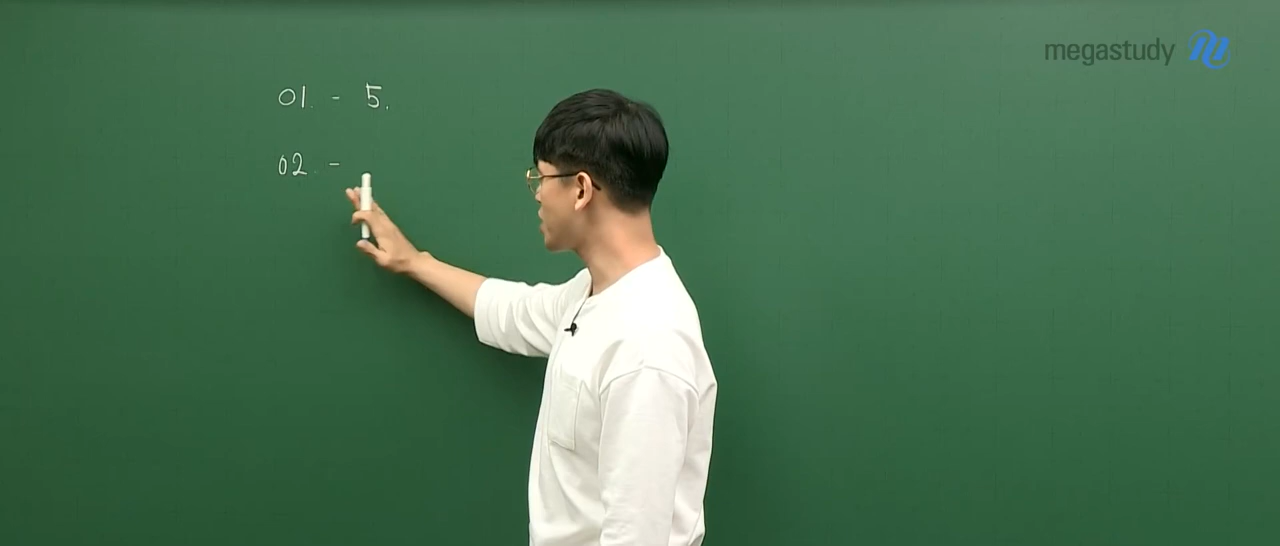 megastudy
01. - 5.
02. -